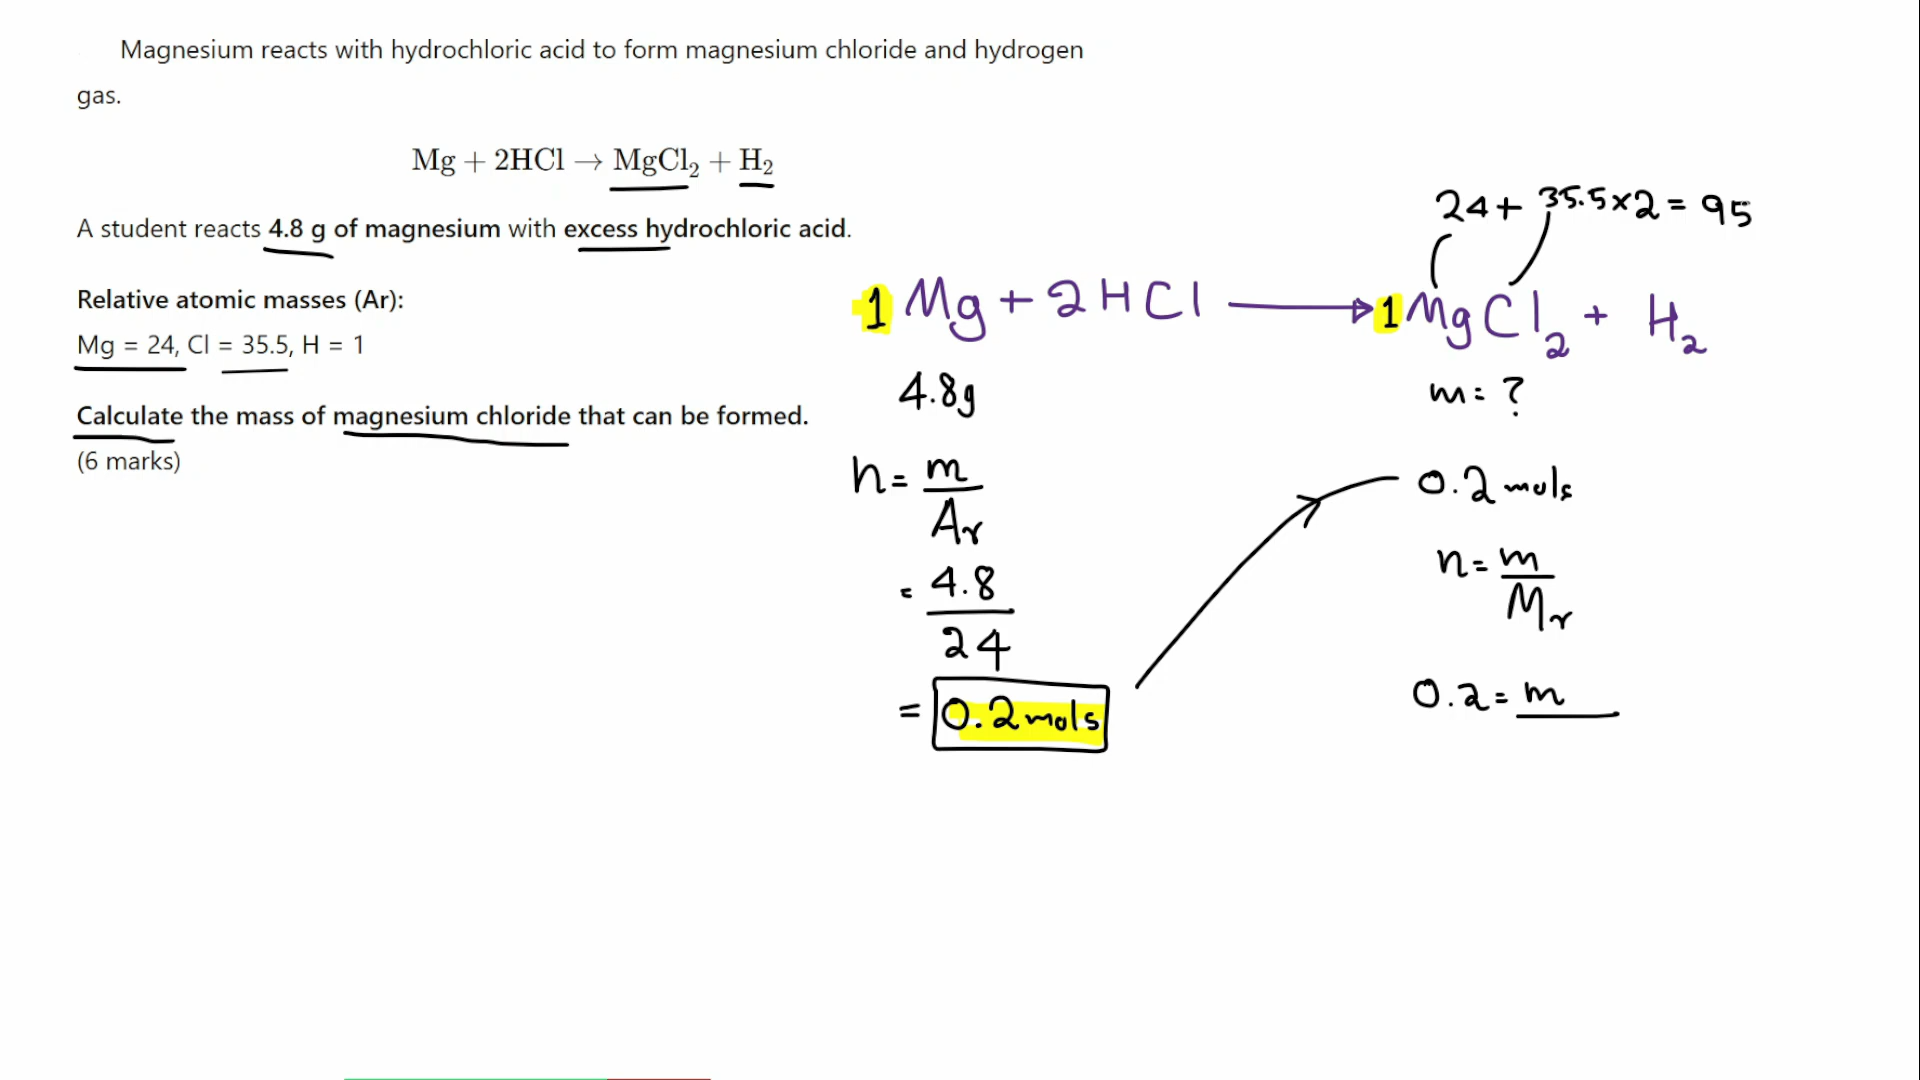 Magnesium reacts with hydrochloric acid to form magnesium chloride and hydrogen
gas.
Mg + 2HCl → MgCl₂ + H₂
A student reacts 4.8 g of magnesium with excess hydrochloric acid.
Relative atomic masses (Ar):
Mg = 24, Cl = 35.5, H = 1
Calculate the mass of magnesium chloride that can be formed.
(6 marks)
24 + 35.5 × 2 = 95
1 Mg + 2HCl → 1 MgCl₂ + H₂
4.8g
n = m
Ar
= 4.8
24
= 0.2 mols
m = ?
0.2 mols
n = m
Mr
0.2 = m